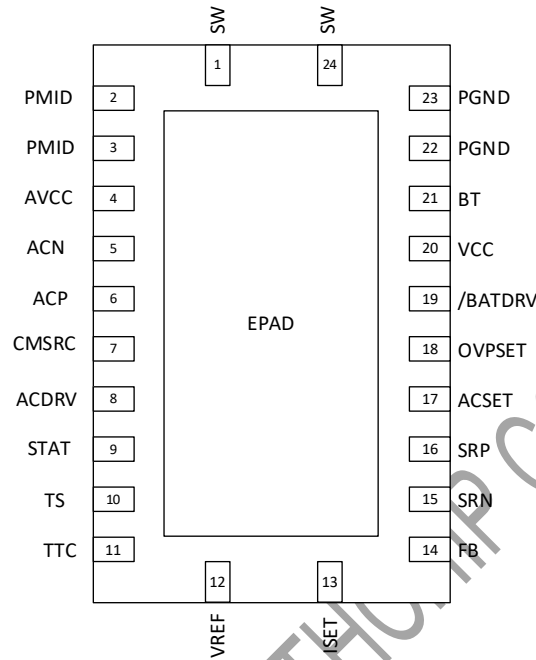 SW SW
1 24
PMID 2 23 PGND
PMID 3 22 PGND
AVCC 4 21 BT
ACN 5 20 VCC
ACP 6 19 /BATDRV
EPAD
CMSRC 7 18 OVPSET
ACDRV 8 17 ACSET
STAT 9 16 SRP
TS 10 15 SRN
TTC 11 14 FB
12 13
VREF ISET